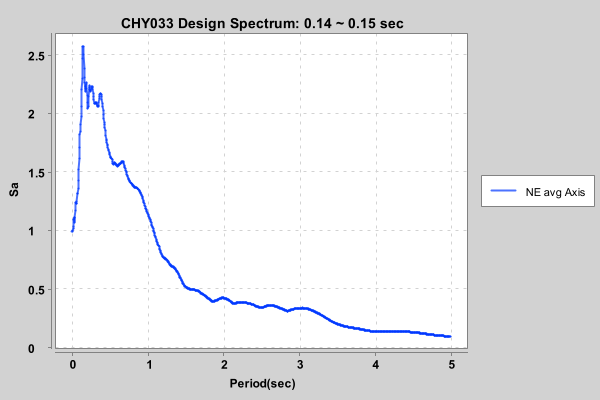 CHY033 Design Spectrum: 0.14 ~ 0.15 sec
2.5
2
1.5
1
0.5
0
Sa
0 1 2 3 4 5
Period(sec)
NE avg Axis